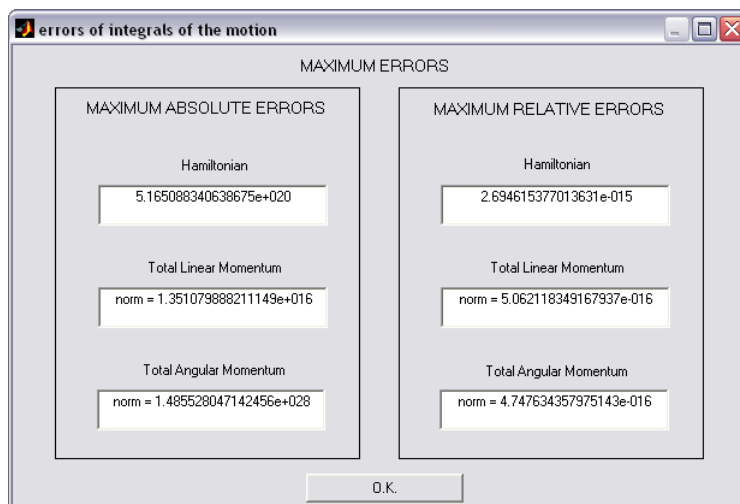 errors of integrals of the motion
MAXIMUM ERRORS
MAXIMUM ABSOLUTE ERRORS
Hamiltonian
5.165088340638675e+020
Total Linear Momentum
norm = 1.351079888211149e+016
Total Angular Momentum
norm = 1.485528047142456e+028
MAXIMUM RELATIVE ERRORS
Hamiltonian
2.694615377013631e-015
Total Linear Momentum
norm = 5.062118349167937e-016
Total Angular Momentum
norm = 4.747634357975143e-016
O.K.